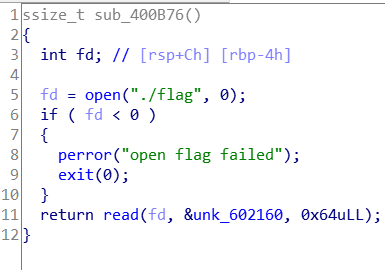 1 ssize_t sub_400B76()
2 {
3 int fd; // [rsp+Ch] [rbp-4h]
4
5 fd = open("./flag", 0);
6 if ( fd < 0 )
7 {
8 perror("open flag failed");
9 exit(0);
10 }
11 return read(fd, &unk_602160, 0x64uLL);
12 }